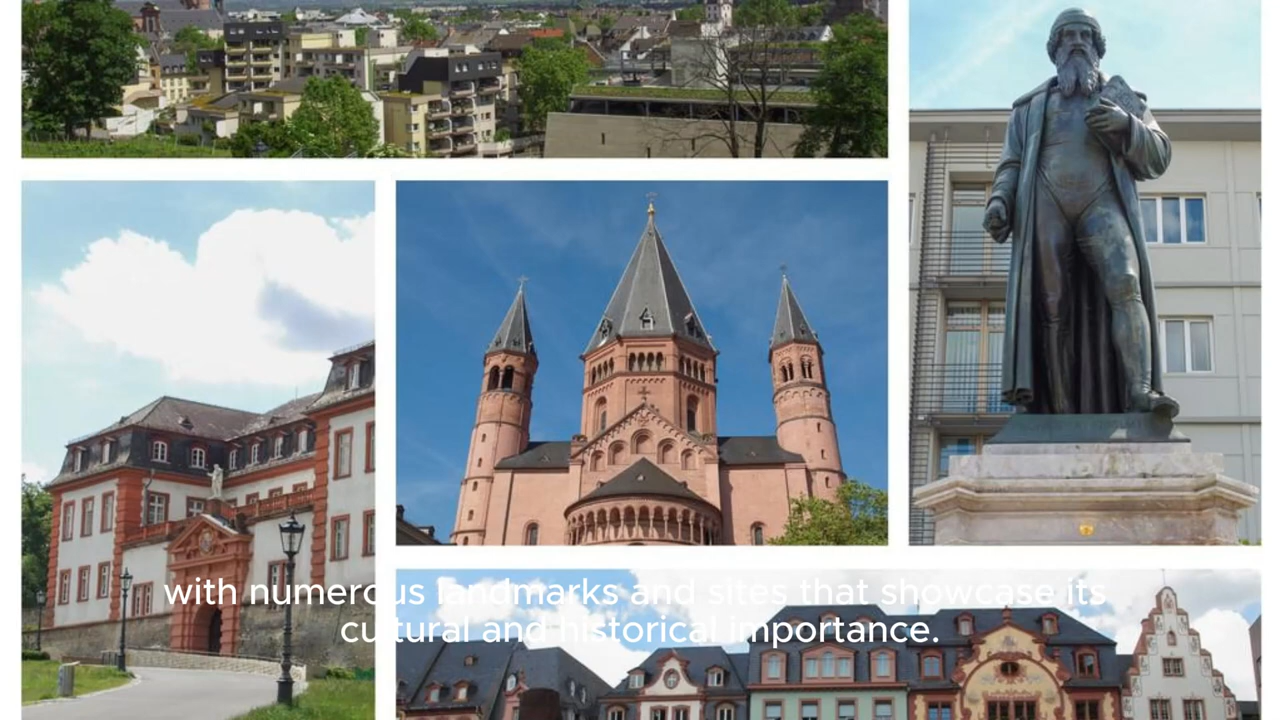 with numerous landmarks and sites that showcase its
cultural and historical importance.